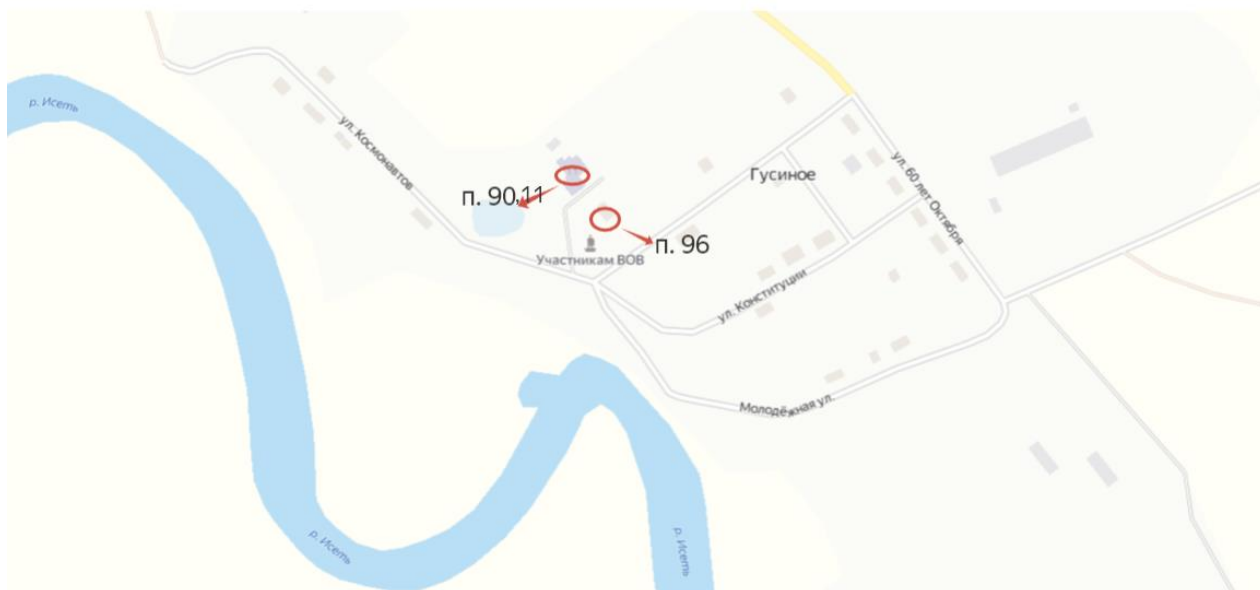 р. Исеть
ул. Космонавтов
п. 90,11
Гусиное
ул. 60 лет Октября
п. 96
Участникам ВОВ
ул. Конституции
Молодёжная ул.
р. Исеть
р. Исеть